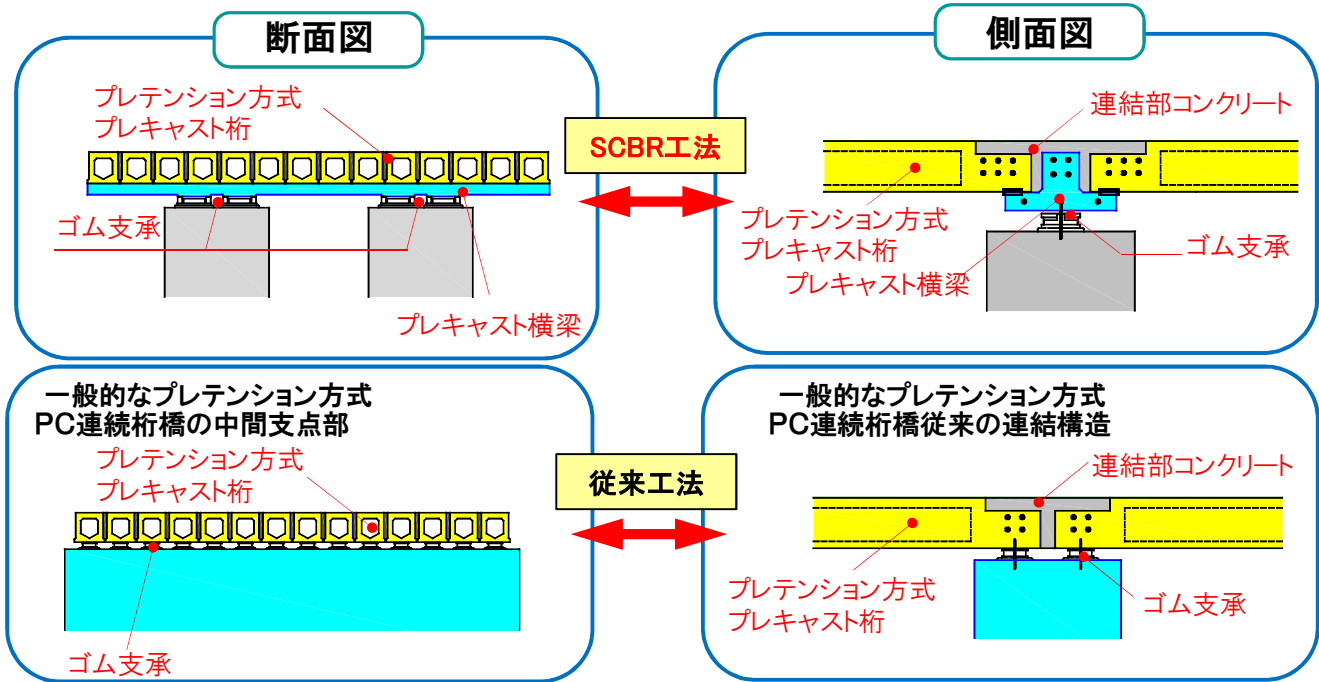 断面図
プレテンション方式
プレキャスト桁
ゴム支承
プレキャスト横梁
SCBR工法
側面図
連結部コンクリート
プレテンション方式
プレキャスト桁
プレキャスト横梁
ゴム支承
一般的なプレテンション方式
PC連続桁橋の中間支点部
プレテンション方式
プレキャスト桁
ゴム支承
従来工法
一般的なプレテンション方式
PC連続桁橋従来の連結構造
連結部コンクリート
プレテンション方式
プレキャスト桁
ゴム支承